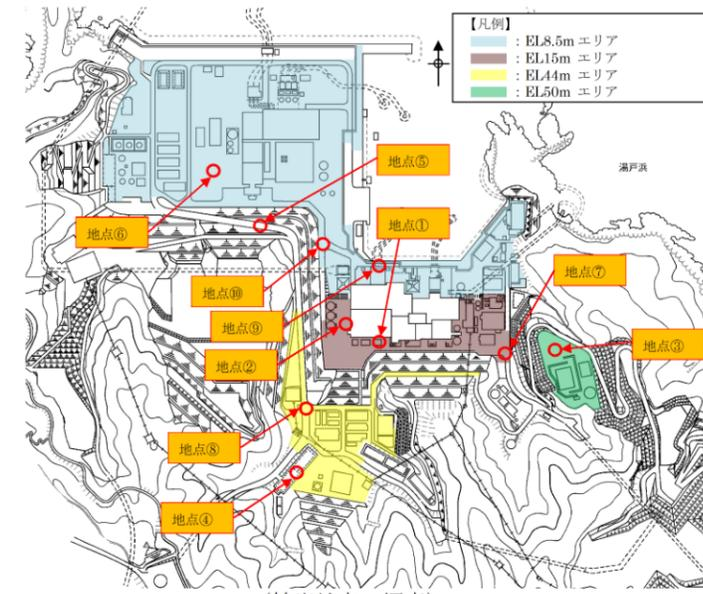 【凡例】
：EL8.5m エリア
：EL15m エリア
：EL44m エリア
：EL50m エリア
湯戸浜
地点⑤
地点①
地点⑥
地点⑦
地点⑩
地点⑨
地点③
地点②
地点⑧
地点④